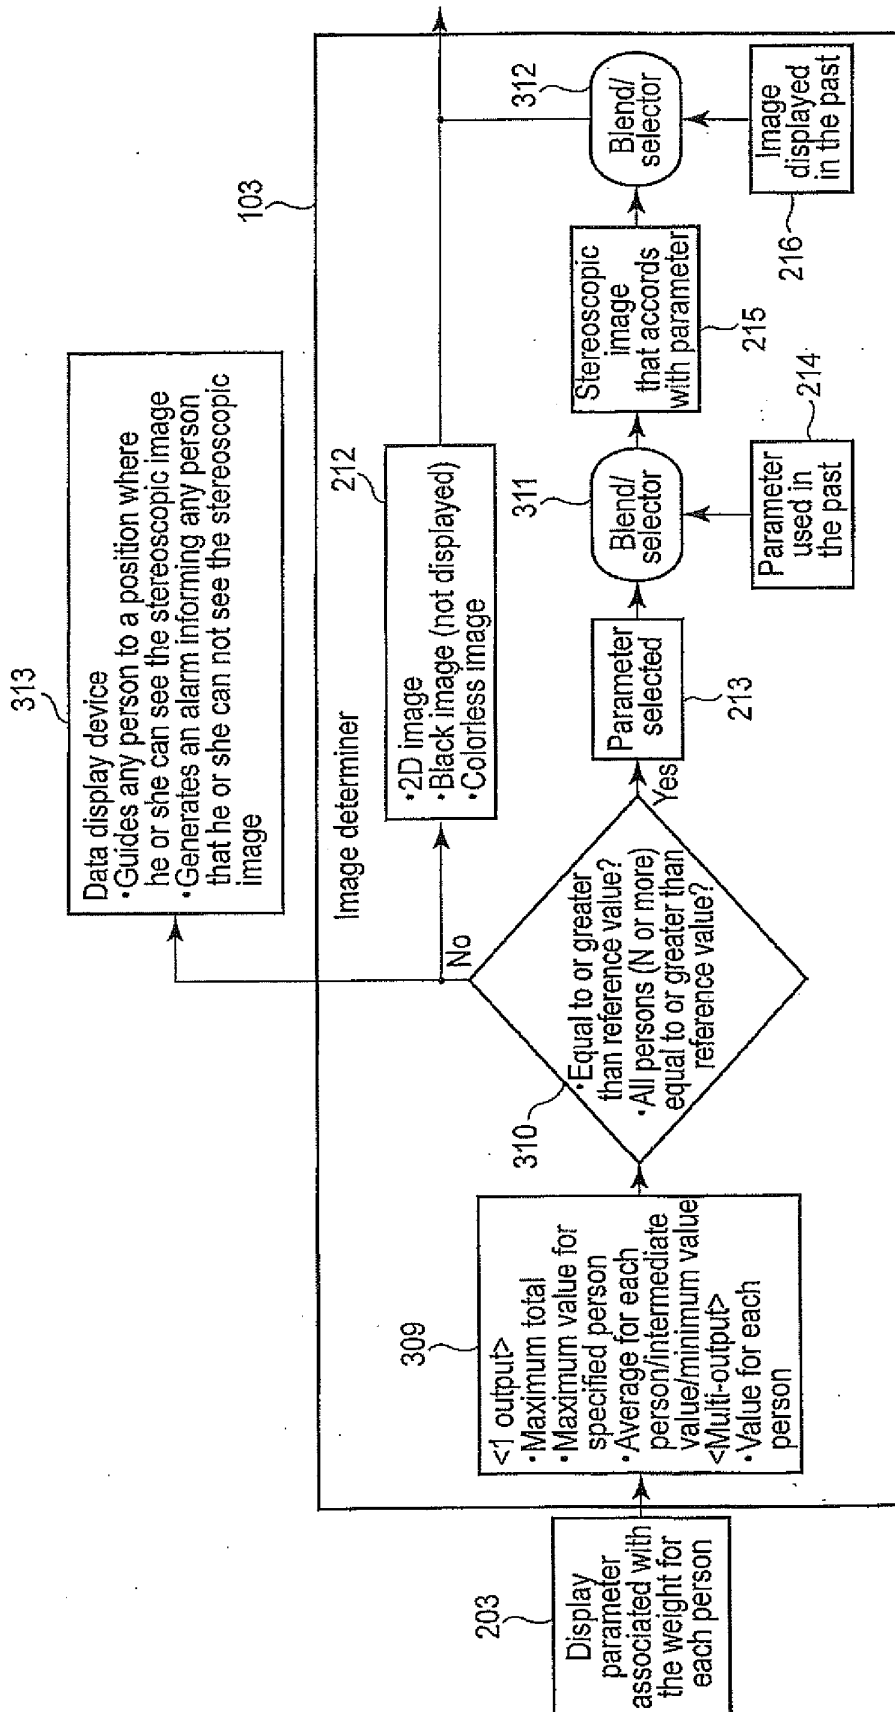 313
Data display device
•Guides any person to a position where
he or she can see the stereoscopic image
•Generates an alarm informing any person
that he or she can not see the stereoscopic
image
103
Image determiner
212
•2D image
•Black image (not displayed)
•Colorless image
203
Display
parameter
associated with
the weight for
each person
309
<1 output>
•Maximum total
•Maximum value for
specified person
•Average for each
person/intermediate
value/minimum value
<Multi-output>
•Value for each
person
310
•Equal to or greater
than reference value?
•All persons (N or more)
equal to or greater than
reference value?
No
Yes
Parameter
selected
213
311
Blend/
selector
Parameter
used in
the past
214
Stereoscopic
image
that accords
with parameter
215
312
Blend/
selector
Image
displayed
in the past
216